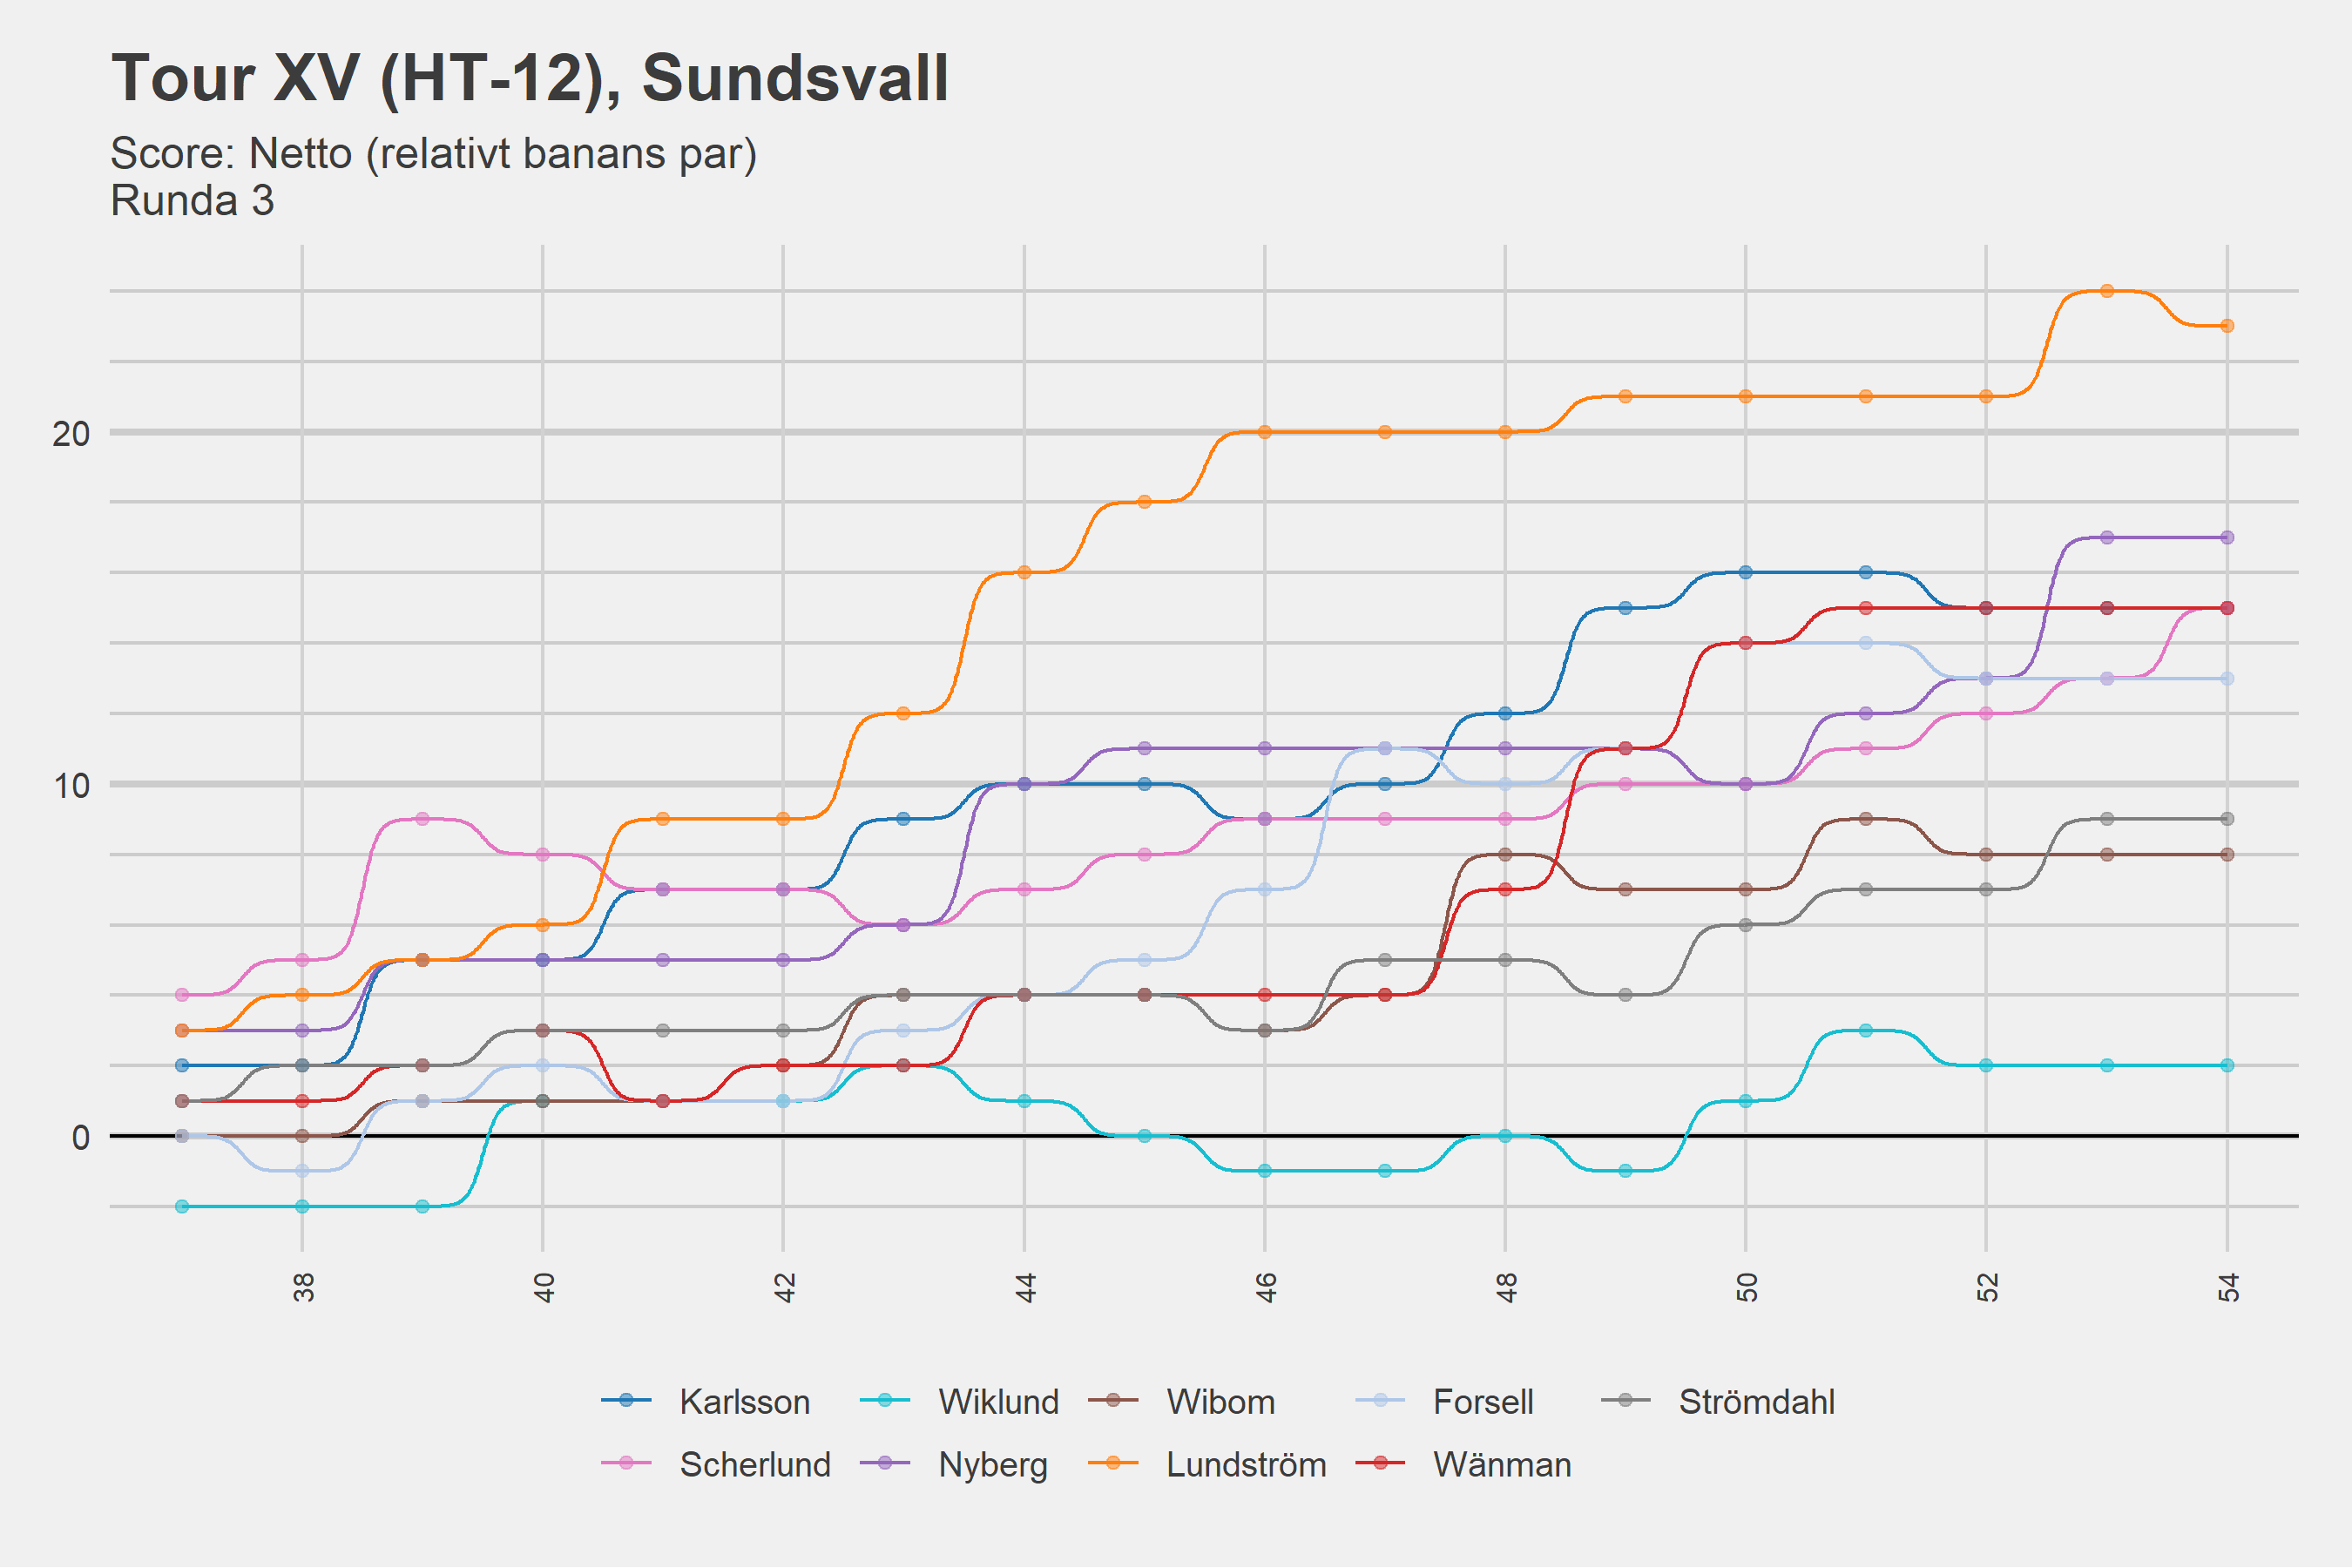 Tour XV (HT-12), Sundsvall
Score: Netto (relativt banans par)
Runda 3
20
10
0
38 40 42 44 46 48 50 52 54
Karlsson Wiklund Wibom Forsell Strömdahl
Scherlund Nyberg Lundström Wänman